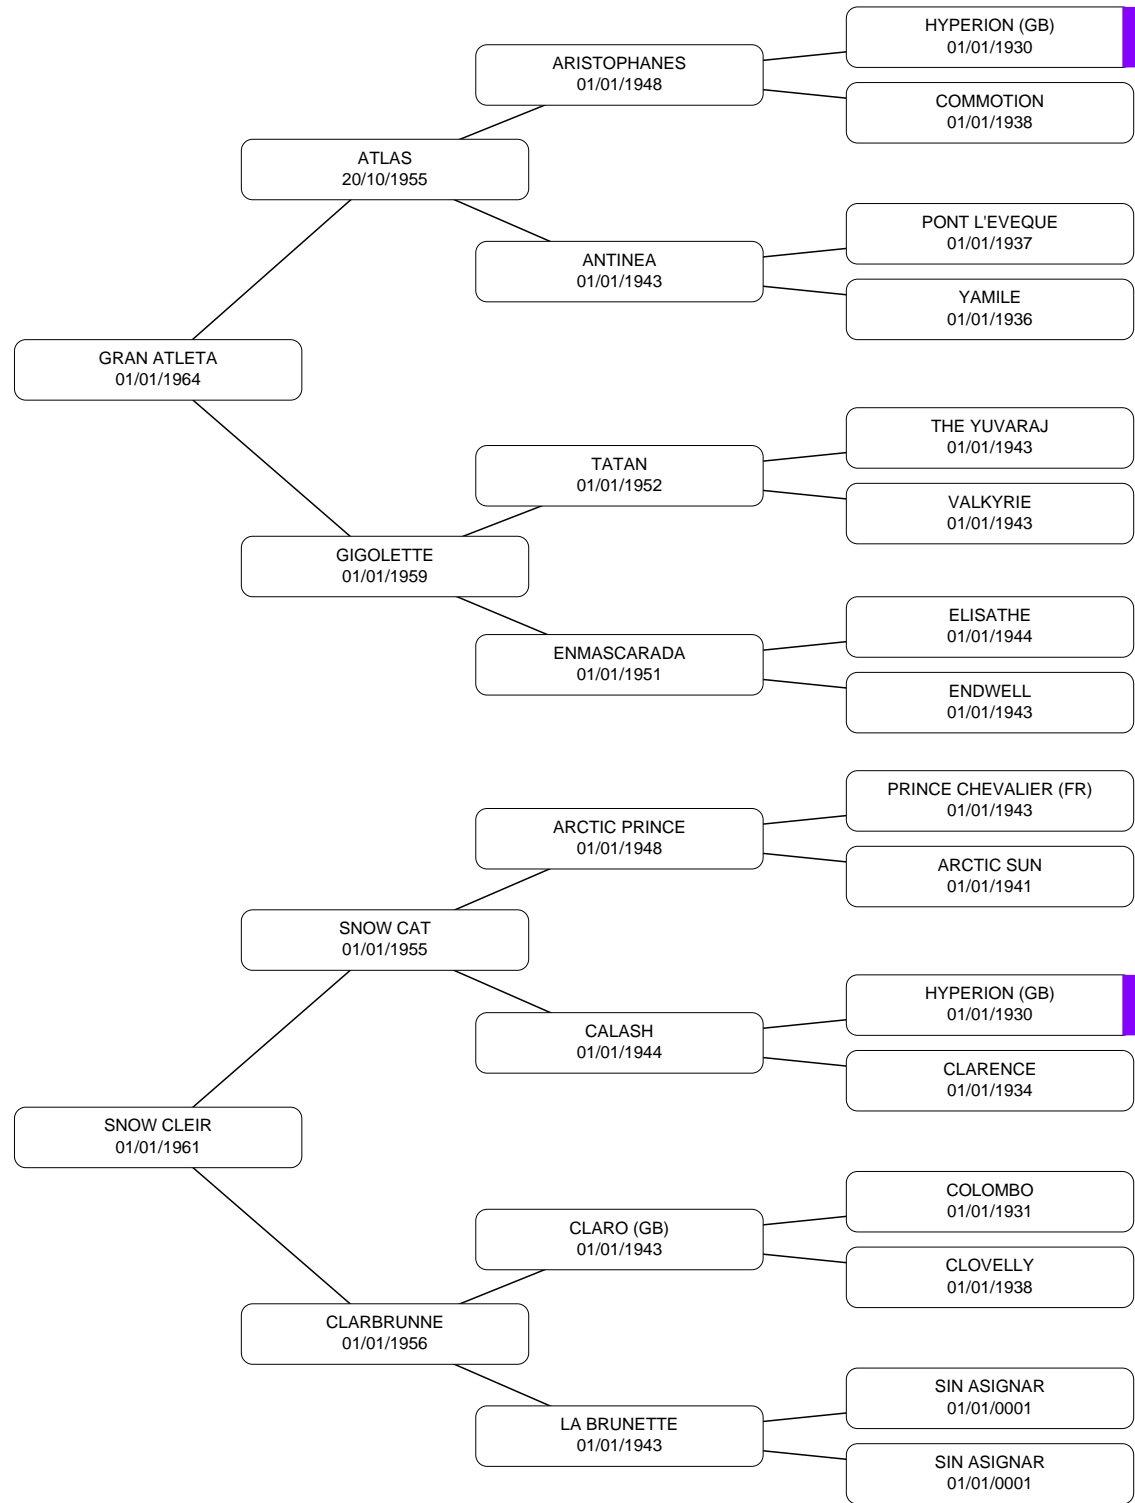 HYPERION (GB)
01/01/1930
ARISTOPHANES
01/01/1948
COMMOTION
01/01/1938
ATLAS
20/10/1955
PONT L'EVEQUE
01/01/1937
ANTINEA
01/01/1943
YAMILE
01/01/1936
GRAN ATLETA
01/01/1964
THE YUVARAJ
01/01/1943
TATAN
01/01/1952
VALKYRIE
01/01/1943
GIGOLETTE
01/01/1959
ELISATHE
01/01/1944
ENMASCARADA
01/01/1951
ENDWELL
01/01/1943
PRINCE CHEVALIER (FR)
01/01/1943
ARCTIC PRINCE
01/01/1948
ARCTIC SUN
01/01/1941
SNOW CAT
01/01/1955
HYPERION (GB)
01/01/1930
CALASH
01/01/1944
CLARENCE
01/01/1934
SNOW CLEIR
01/01/1961
COLOMBO
01/01/1931
CLARO (GB)
01/01/1943
CLOVELLY
01/01/1938
CLARBRUNNE
01/01/1956
SIN ASIGNAR
01/01/0001
LA BRUNETTE
01/01/1943
SIN ASIGNAR
01/01/0001